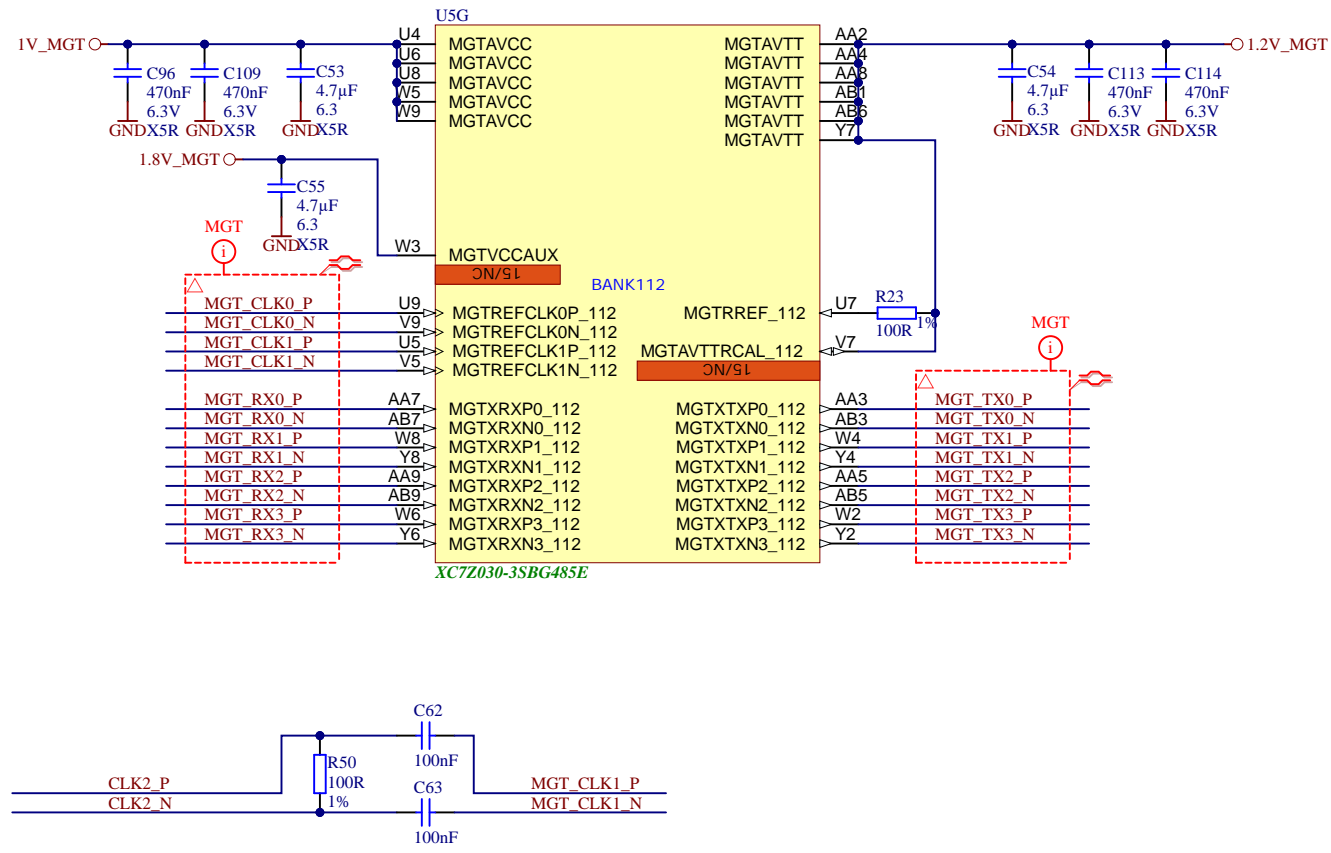 U5G
1V_MGT
C96
470nF
6.3V
X5R
GND
C109
470nF
6.3V
X5R
GND
C53
4.7µF
6.3
X5R
GND
U4 MGTAVCC
U6 MGTAVCC
U8 MGTAVCC
W5 MGTAVCC
W9 MGTAVCC
MGTAVTT AA2
MGTAVTT AA4
MGTAVTT AA8
MGTAVTT AB1
MGTAVTT AB6
MGTAVTT Y7
1.2V_MGT
C54
4.7µF
6.3
X5R
GND
C113
470nF
6.3V
X5R
GND
C114
470nF
6.3V
X5R
GND
1.8V_MGT
C55
4.7µF
6.3
X5R
GND
W3 MGTVCCAUX
15/NC
BANK112
MGT
i
MGT_CLK0_P U9 MGTREFCLK0P_112
MGT_CLK0_N V9 MGTREFCLK0N_112
MGT_CLK1_P U5 MGTREFCLK1P_112
MGT_CLK1_N V5 MGTREFCLK1N_112
MGTRREF_112 U7
R23
100R
1%
MGTAVTTRCAL_112 V7
15/NC
MGT
i
MGT_RX0_P AA7 MGTXRXP0_112
MGT_RX0_N AB7 MGTXRXN0_112
MGT_RX1_P W8 MGTXRXP1_112
MGT_RX1_N Y8 MGTXRXN1_112
MGT_RX2_P AA9 MGTXRXP2_112
MGT_RX2_N AB9 MGTXRXN2_112
MGT_RX3_P W6 MGTXRXP3_112
MGT_RX3_N Y6 MGTXRXN3_112
MGTXTXP0_112 AA3 MGT_TX0_P
MGTXTXN0_112 AB3 MGT_TX0_N
MGTXTXP1_112 W4 MGT_TX1_P
MGTXTXN1_112 Y4 MGT_TX1_N
MGTXTXP2_112 AA5 MGT_TX2_P
MGTXTXN2_112 AB5 MGT_TX2_N
MGTXTXP3_112 W2 MGT_TX3_P
MGTXTXN3_112 Y2 MGT_TX3_N
XC7Z030-3SBG485E
C62
100nF
R50
100R
1%
CLK2_P
CLK2_N
C63
100nF
MGT_CLK1_P
MGT_CLK1_N